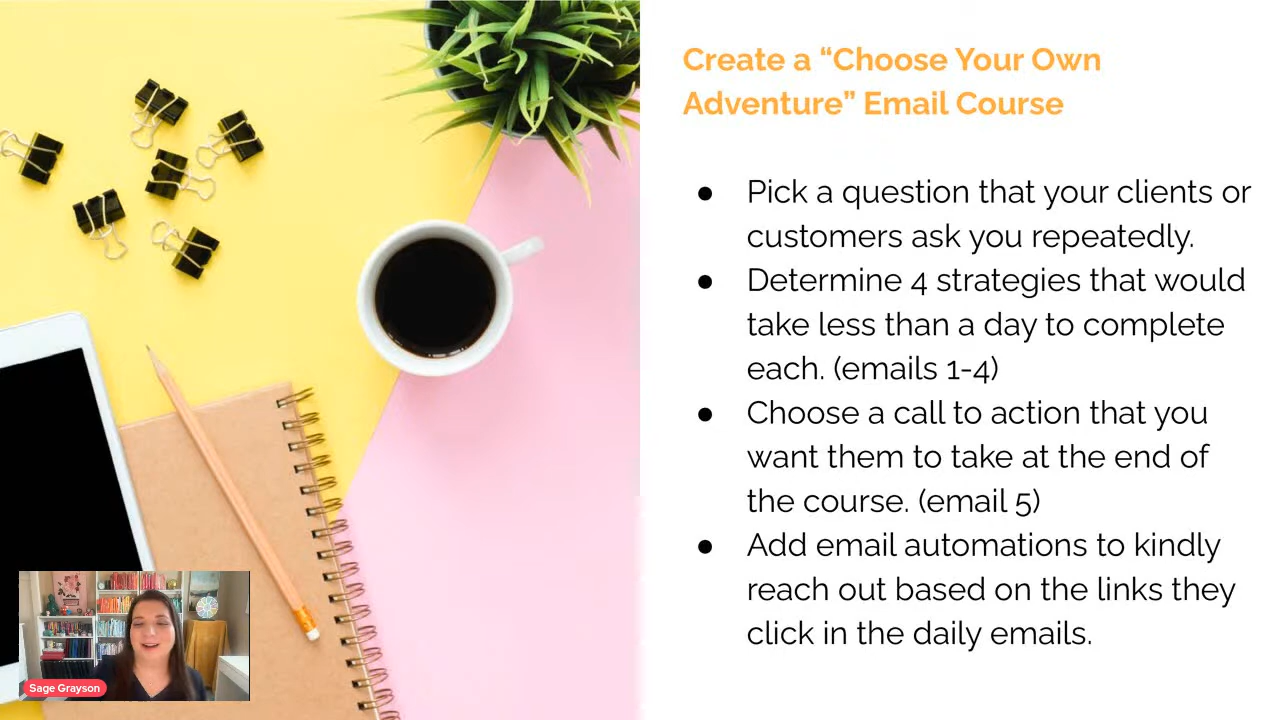 Create a “Choose Your Own
Adventure” Email Course
● Pick a question that your clients or
customers ask you repeatedly.
● Determine 4 strategies that would
take less than a day to complete
each. (emails 1-4)
● Choose a call to action that you
want them to take at the end of
the course. (email 5)
● Add email automations to kindly
reach out based on the links they
click in the daily emails.
Sage Grayson